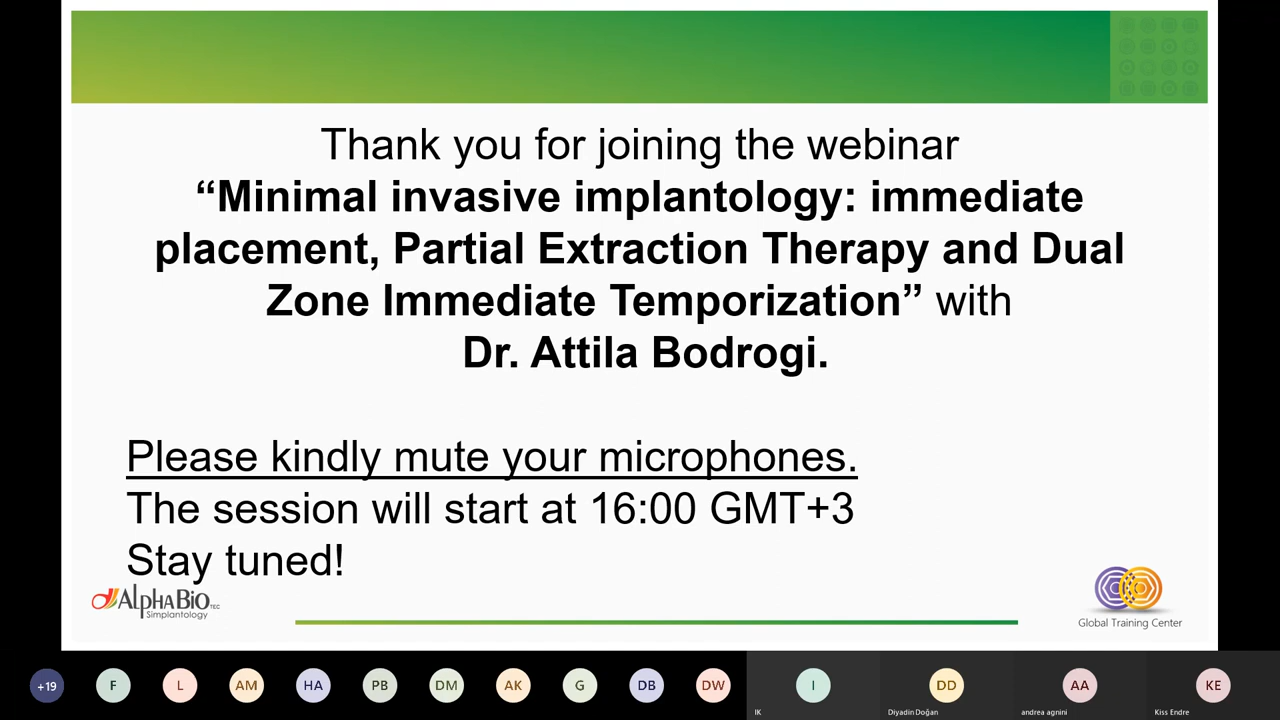 Thank you for joining the webinar
“Minimal invasive implantology: immediate
placement, Partial Extraction Therapy and Dual
Zone Immediate Temporization” with
Dr. Attila Bodrogi.
Please kindly mute your microphones.
The session will start at 16:00 GMT+3
Stay tuned!
AlphaBio TEC
Simplantology
Global Training Center
+19 F L AM HA PB DM AK G DB DW I DD AA KE
IK Diyadin Doğan andrea agnini Kiss Endre